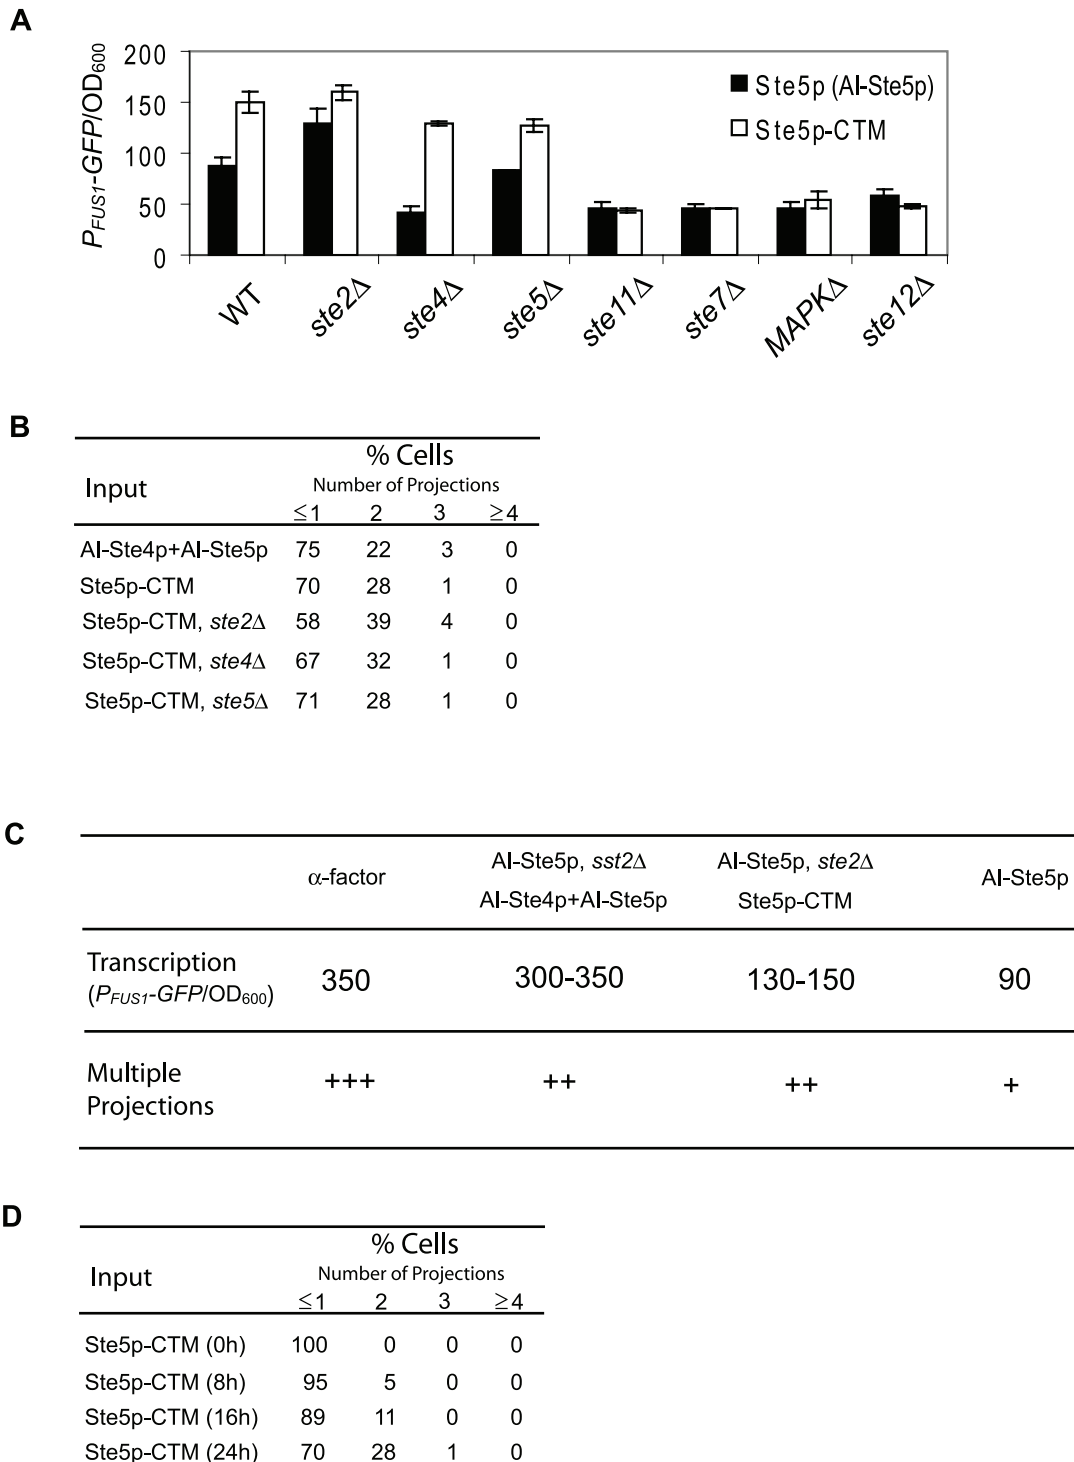 A
P_FUS1-GFP/OD600
200
150
100
50
0
Ste5p (AI-Ste5p)
Ste5p-CTM
WT
ste2Δ
ste4Δ
ste5Δ
ste11Δ
ste7Δ
MAPKΔ
ste12Δ
B
% Cells
Input
Number of Projections
≦1 2 3 ≧4
AI-Ste4p+AI-Ste5p 75 22 3 0
Ste5p-CTM 70 28 1 0
Ste5p-CTM, ste2Δ 58 39 4 0
Ste5p-CTM, ste4Δ 67 32 1 0
Ste5p-CTM, ste5Δ 71 28 1 0
C
α-factor
AI-Ste5p, sst2Δ
AI-Ste4p+AI-Ste5p
AI-Ste5p, ste2Δ
Ste5p-CTM
AI-Ste5p
Transcription
(P_FUS1-GFP/OD600)
350 300-350 130-150 90
Multiple
Projections
+++ ++ ++ +
D
% Cells
Input
Number of Projections
≦1 2 3 ≧4
Ste5p-CTM (0h) 100 0 0 0
Ste5p-CTM (8h) 95 5 0 0
Ste5p-CTM (16h) 89 11 0 0
Ste5p-CTM (24h) 70 28 1 0